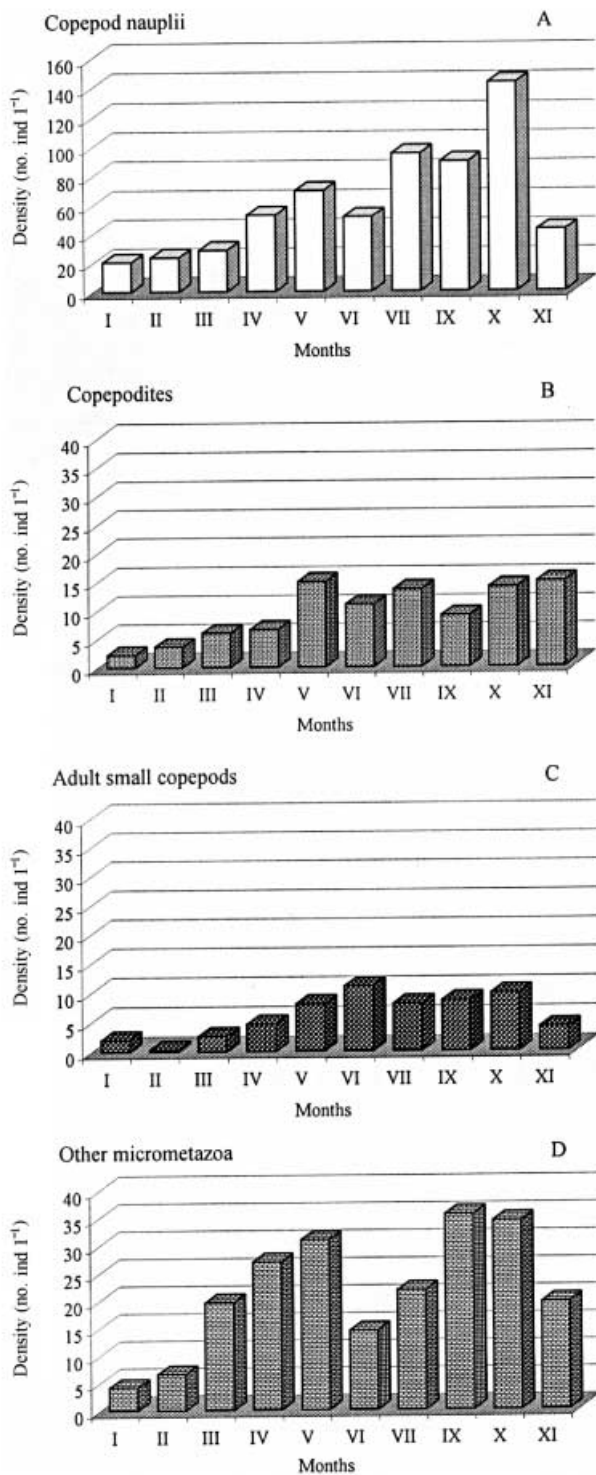 Copepod nauplii A
Density (no. ind l⁻¹)
160
140
120
100
80
60
40
20
0
I II III IV V VI VII IX X XI
Months
Copepodites B
Density (no. ind l⁻¹)
40
35
30
25
20
15
10
5
0
I II III IV V VI VII IX X XI
Months
Adult small copepods C
Density (no. ind l⁻¹)
40
35
30
25
20
15
10
5
0
I II III IV V VI VII IX X XI
Months
Other micrometazoa D
Density (no. ind l⁻¹)
40
35
30
25
20
15
10
5
0
I II III IV V VI VII IX X XI
Months